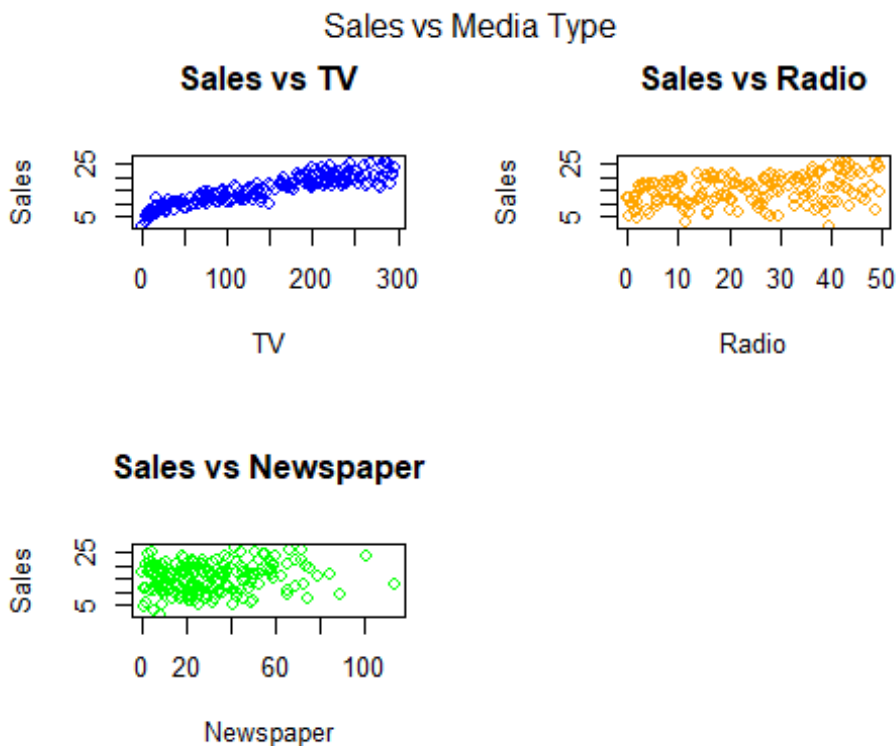 Sales vs Media Type
Sales vs TV
Sales
25
5
0 100 200 300
TV
Sales vs Radio
Sales
25
5
0 10 20 30 40 50
Radio
Sales vs Newspaper
Sales
25
5
0 20 60 100
Newspaper